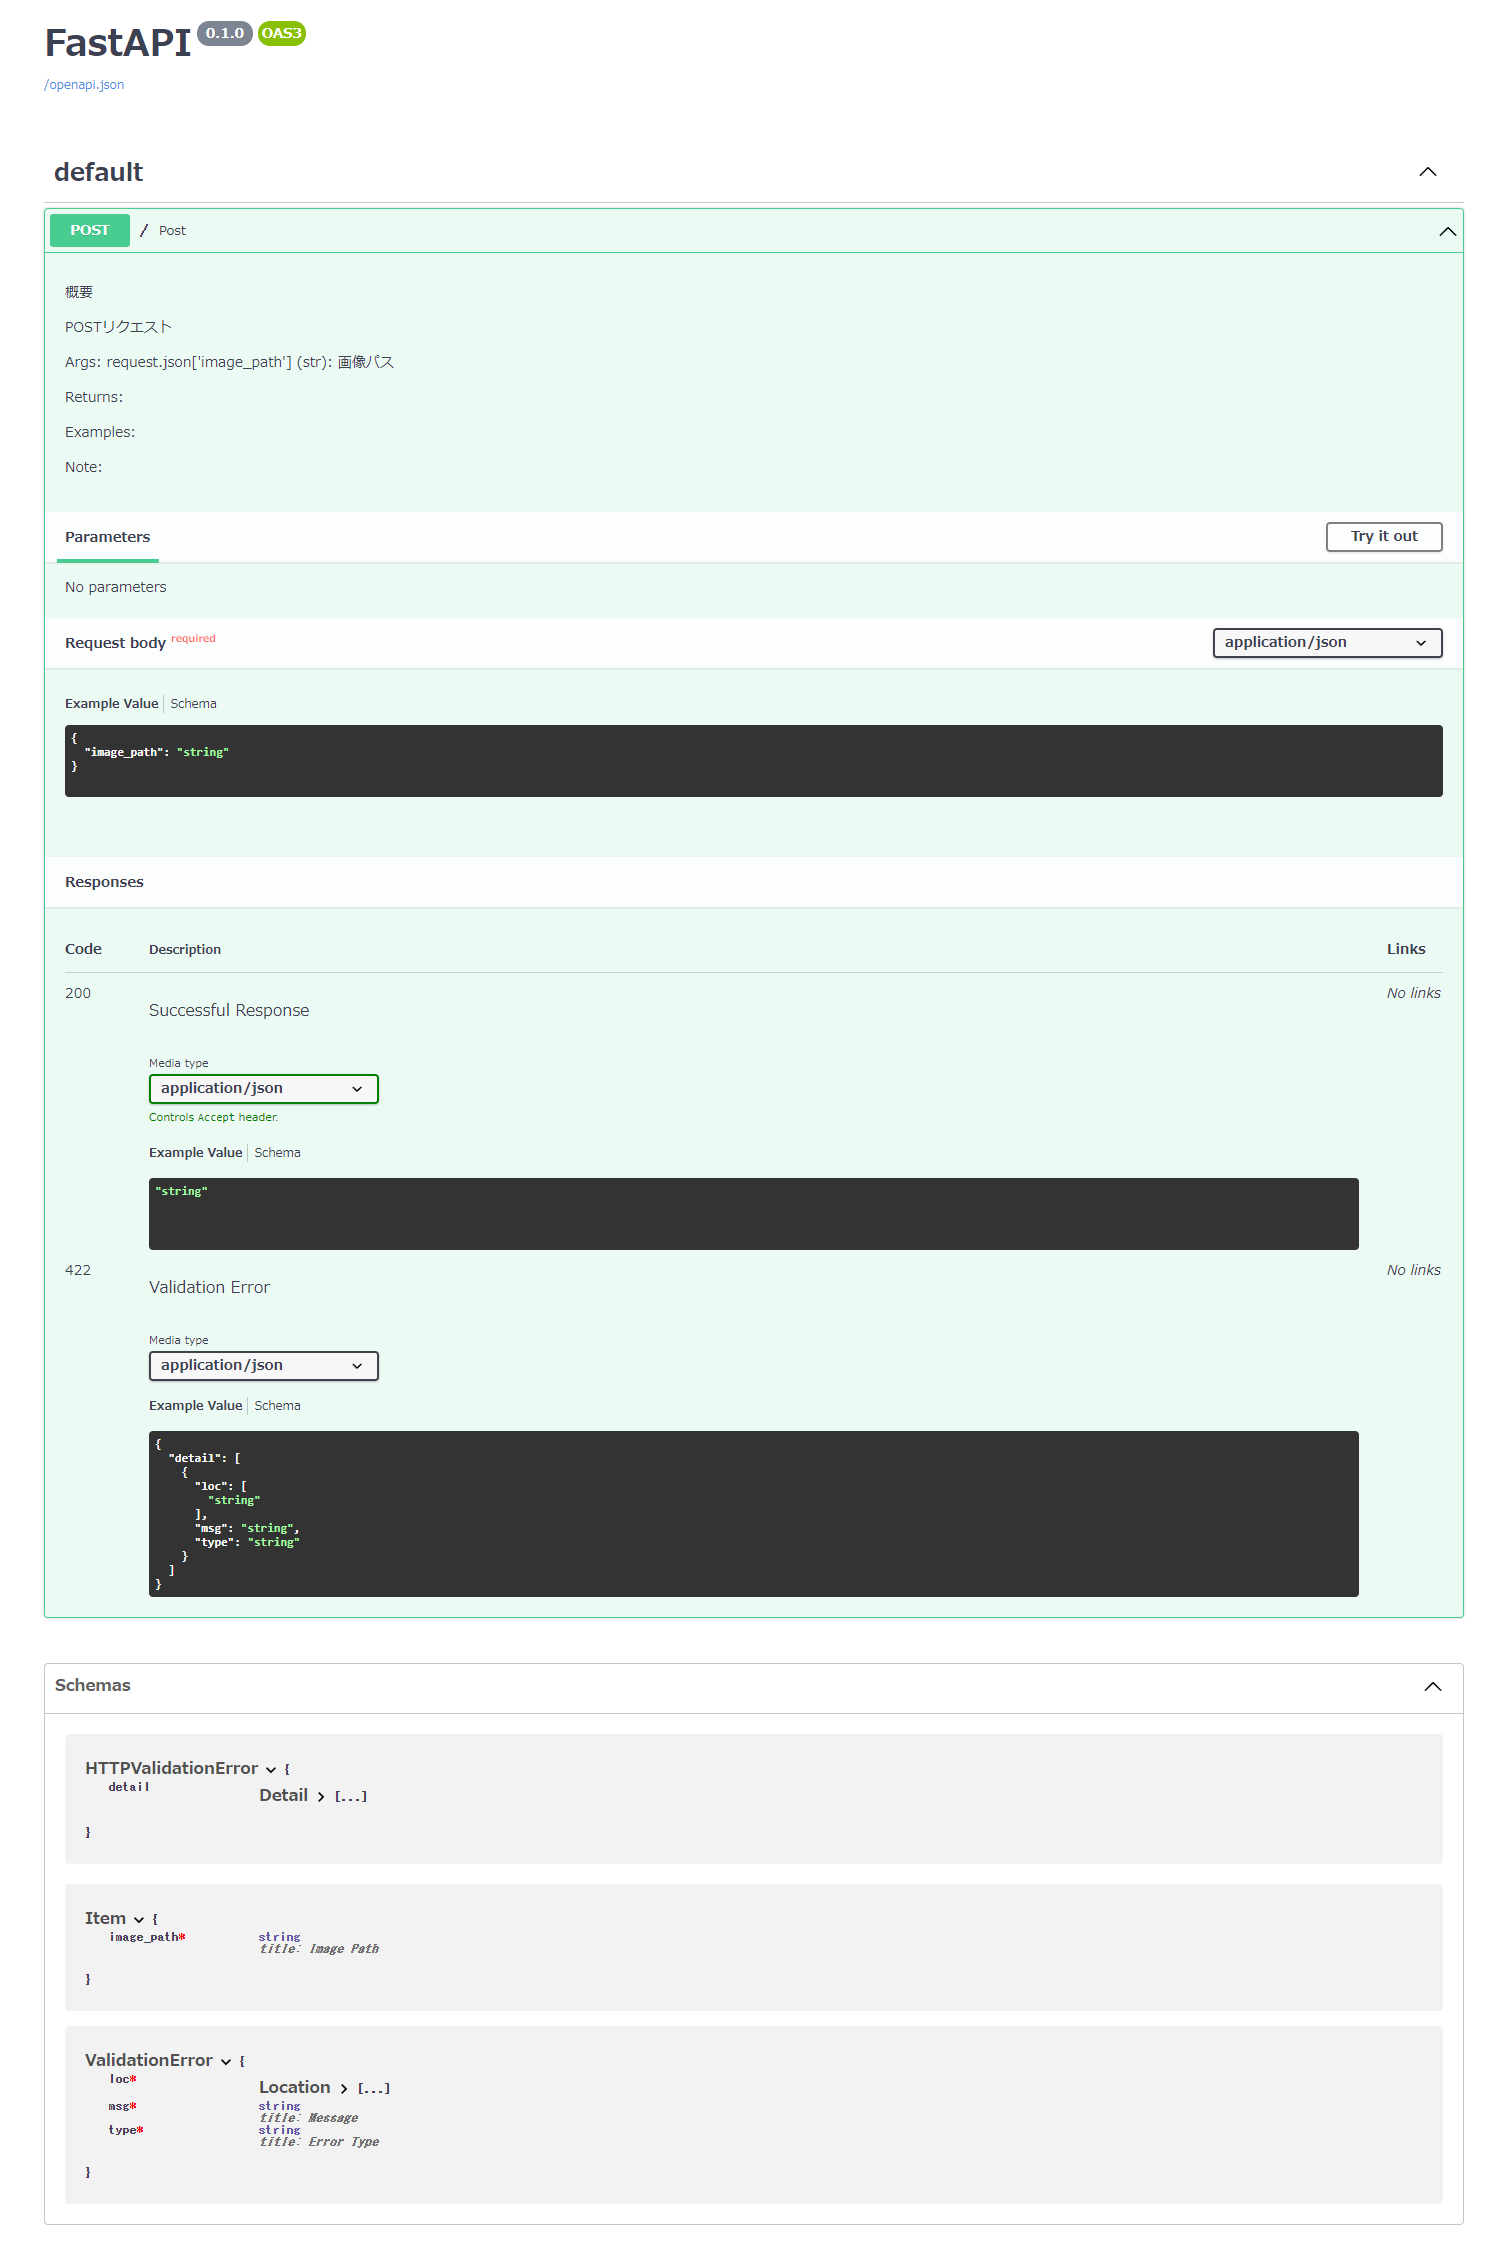 FastAPI 0.1.0 OAS3
/openapi.json
default
POST / Post
概要
POSTリクエスト
Args: request.json['image_path'] (str): 画像パス
Returns:
Examples:
Note:
Parameters Try it out
No parameters
Request body required application/json
Example Value Schema
{
"image_path": "string"
}
Responses
Code Description Links
200 Successful Response No links
Media type
application/json
Controls Accept header.
Example Value Schema
"string"
422 Validation Error No links
Media type
application/json
Example Value Schema
{
"detail": [
{
"loc": [
"string"
],
"msg": "string",
"type": "string"
}
]
}
Schemas
HTTPValidationError {
detail Detail [...]
}
Item {
image_path* string
title: Image Path
}
ValidationError {
loc* Location [...]
msg* string
title: Message
type* string
title: Error Type
}